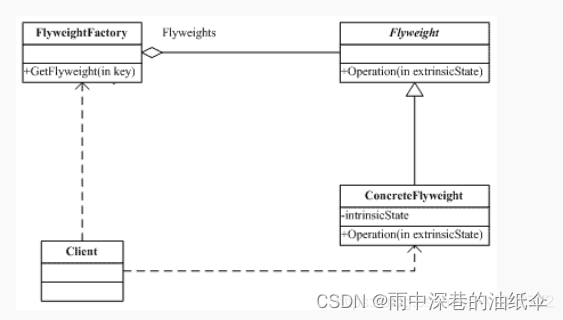 FlyweightFactory
Flyweights
Flyweight
+GetFlyweight(in key)
+Operation(in extrinsicState)
ConcreteFlyweight
-intrinsicState
+Operation(in extrinsicState)
Client
CSDN @雨中深巷的油纸伞